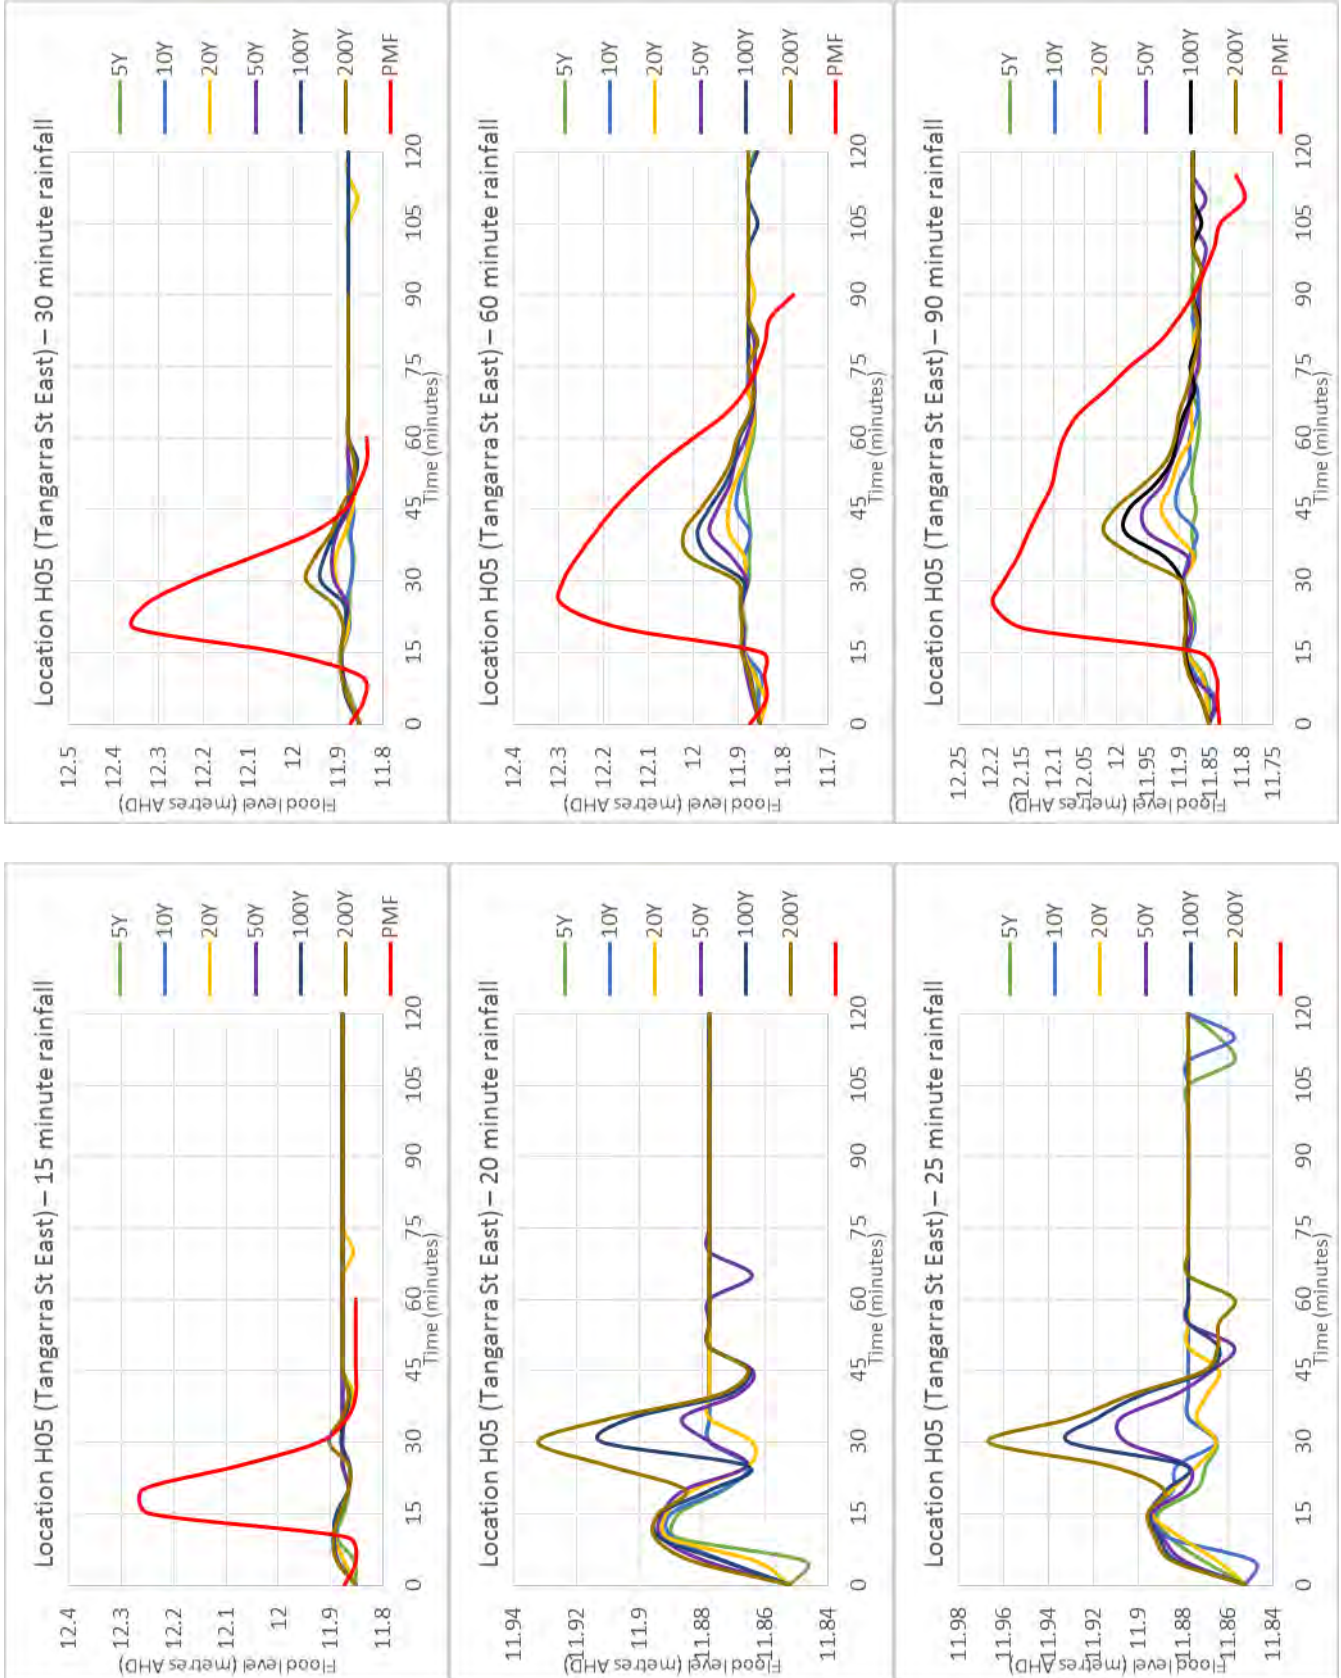 Location H05 (Tangarra St East) – 15 minute rainfall
Flood level (metres AHD)
12.4
12.3
12.2
12.1
12
11.9
11.8
0 15 30 45 60 75 90 105 120
Time (minutes)
5Y
10Y
20Y
50Y
100Y
200Y
PMF
Location H05 (Tangarra St East) – 30 minute rainfall
Flood level (metres AHD)
12.5
12.4
12.3
12.2
12.1
12
11.9
11.8
0 15 30 45 60 75 90 105 120
Time (minutes)
5Y
10Y
20Y
50Y
100Y
200Y
PMF
Location H05 (Tangarra St East) – 20 minute rainfall
Flood level (metres AHD)
11.94
11.92
11.9
11.88
11.86
11.84
0 15 30 45 60 75 90 105 120
Time (minutes)
5Y
10Y
20Y
50Y
100Y
200Y
Location H05 (Tangarra St East) – 60 minute rainfall
Flood level (metres AHD)
12.4
12.3
12.2
12.1
12
11.9
11.8
11.7
0 15 30 45 60 75 90 105 120
Time (minutes)
5Y
10Y
20Y
50Y
100Y
200Y
PMF
Location H05 (Tangarra St East) – 25 minute rainfall
Flood level (metres AHD)
11.98
11.96
11.94
11.92
11.9
11.88
11.86
11.84
0 15 30 45 60 75 90 105 120
Time (minutes)
5Y
10Y
20Y
50Y
100Y
200Y
Location H05 (Tangarra St East) – 90 minute rainfall
Flood level (metres AHD)
12.25
12.2
12.15
12.1
12.05
12
11.95
11.9
11.85
11.8
11.75
0 15 30 45 60 75 90 105 120
Time (minutes)
5Y
10Y
20Y
50Y
100Y
200Y
PMF